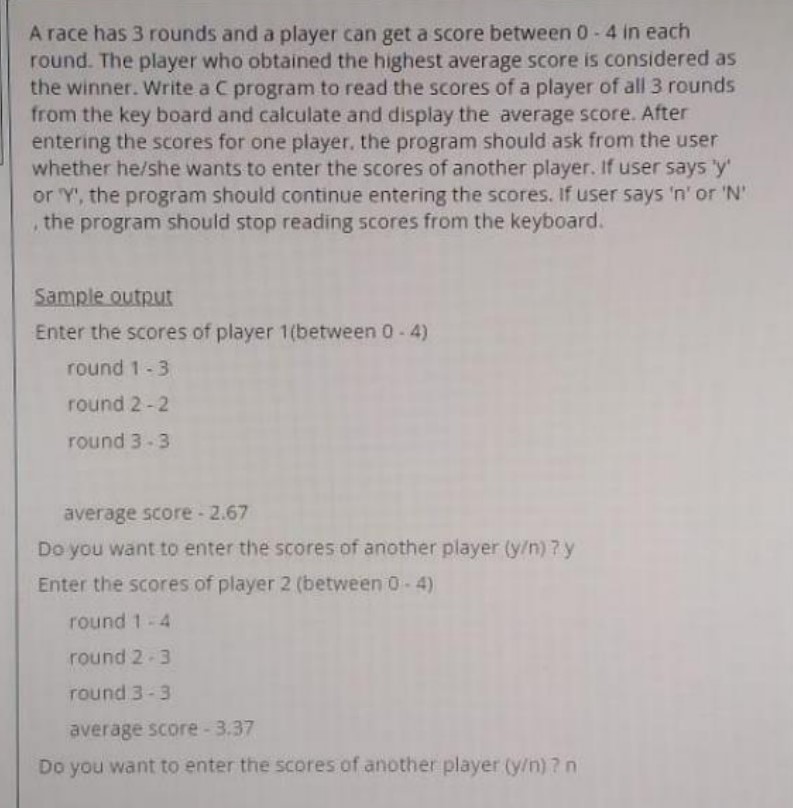 A race has 3 rounds and a player can get a score between 0 - 4 in each
round. The player who obtained the highest average score is considered as
the winner. Write a C program to read the scores of a player of all 3 rounds
from the key board and calculate and display the average score. After
entering the scores for one player, the program should ask from the user
whether he/she wants to enter the scores of another player. If user says 'y'
or 'Y', the program should continue entering the scores. If user says 'n' or 'N'
, the program should stop reading scores from the keyboard.
Sample output
Enter the scores of player 1(between 0 - 4)
round 1 - 3
round 2 - 2
round 3 - 3
average score - 2.67
Do you want to enter the scores of another player (y/n) ? y
Enter the scores of player 2 (between 0 - 4)
round 1 - 4
round 2 - 3
round 3 - 3
average score - 3.37
Do you want to enter the scores of another player (y/n) ? n